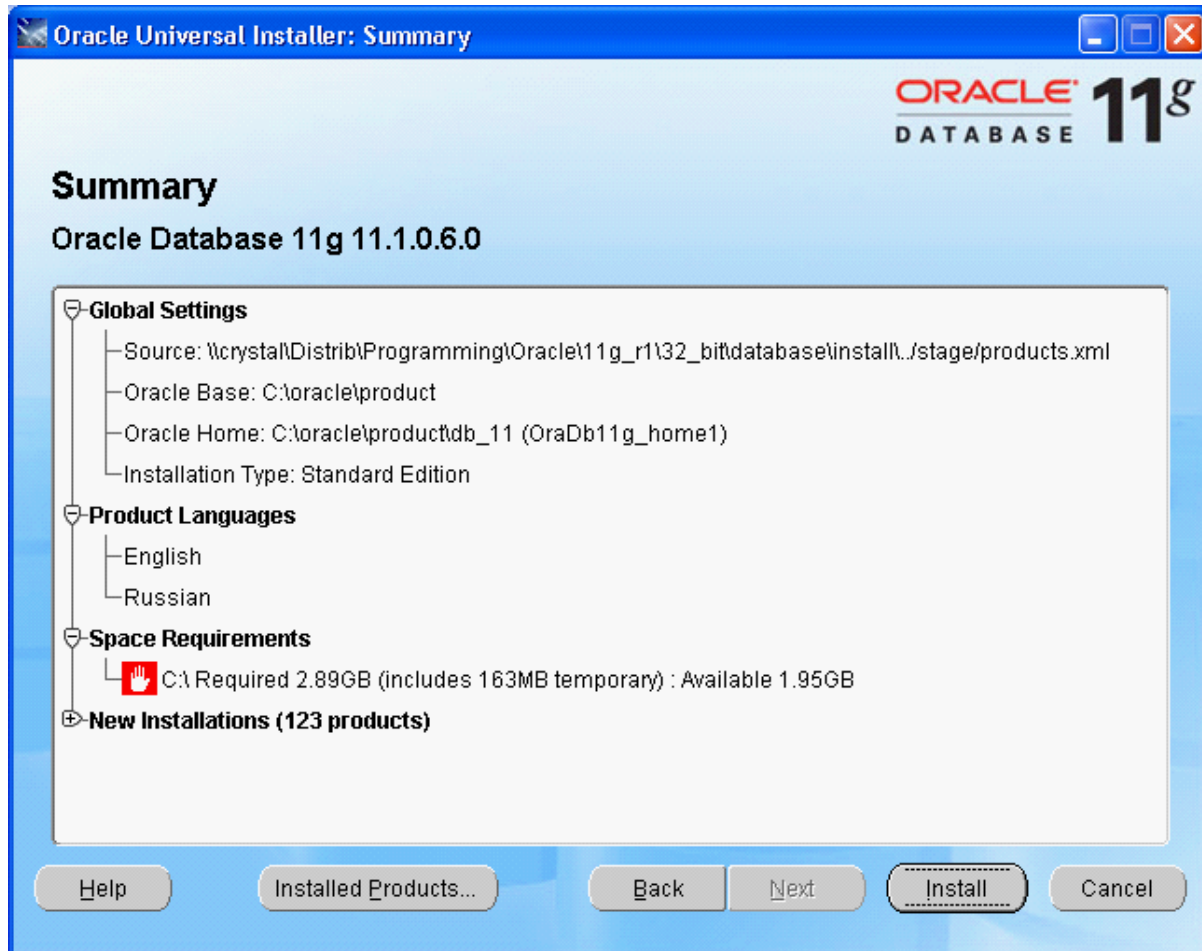 Oracle Universal Installer: Summary
ORACLE 11g
DATABASE
Summary
Oracle Database 11g 11.1.0.6.0
Global Settings
Source: \\crystal\Distrib\Programming\Oracle\11g_r1\32_bit\database\install\../stage/products.xml
Oracle Base: C:\oracle\product
Oracle Home: C:\oracle\product\db_11 (OraDb11g_home1)
Installation Type: Standard Edition
Product Languages
English
Russian
Space Requirements
C:\ Required 2.89GB (includes 163MB temporary) : Available 1.95GB
New Installations (123 products)
Help Installed Products... Back Next Install Cancel